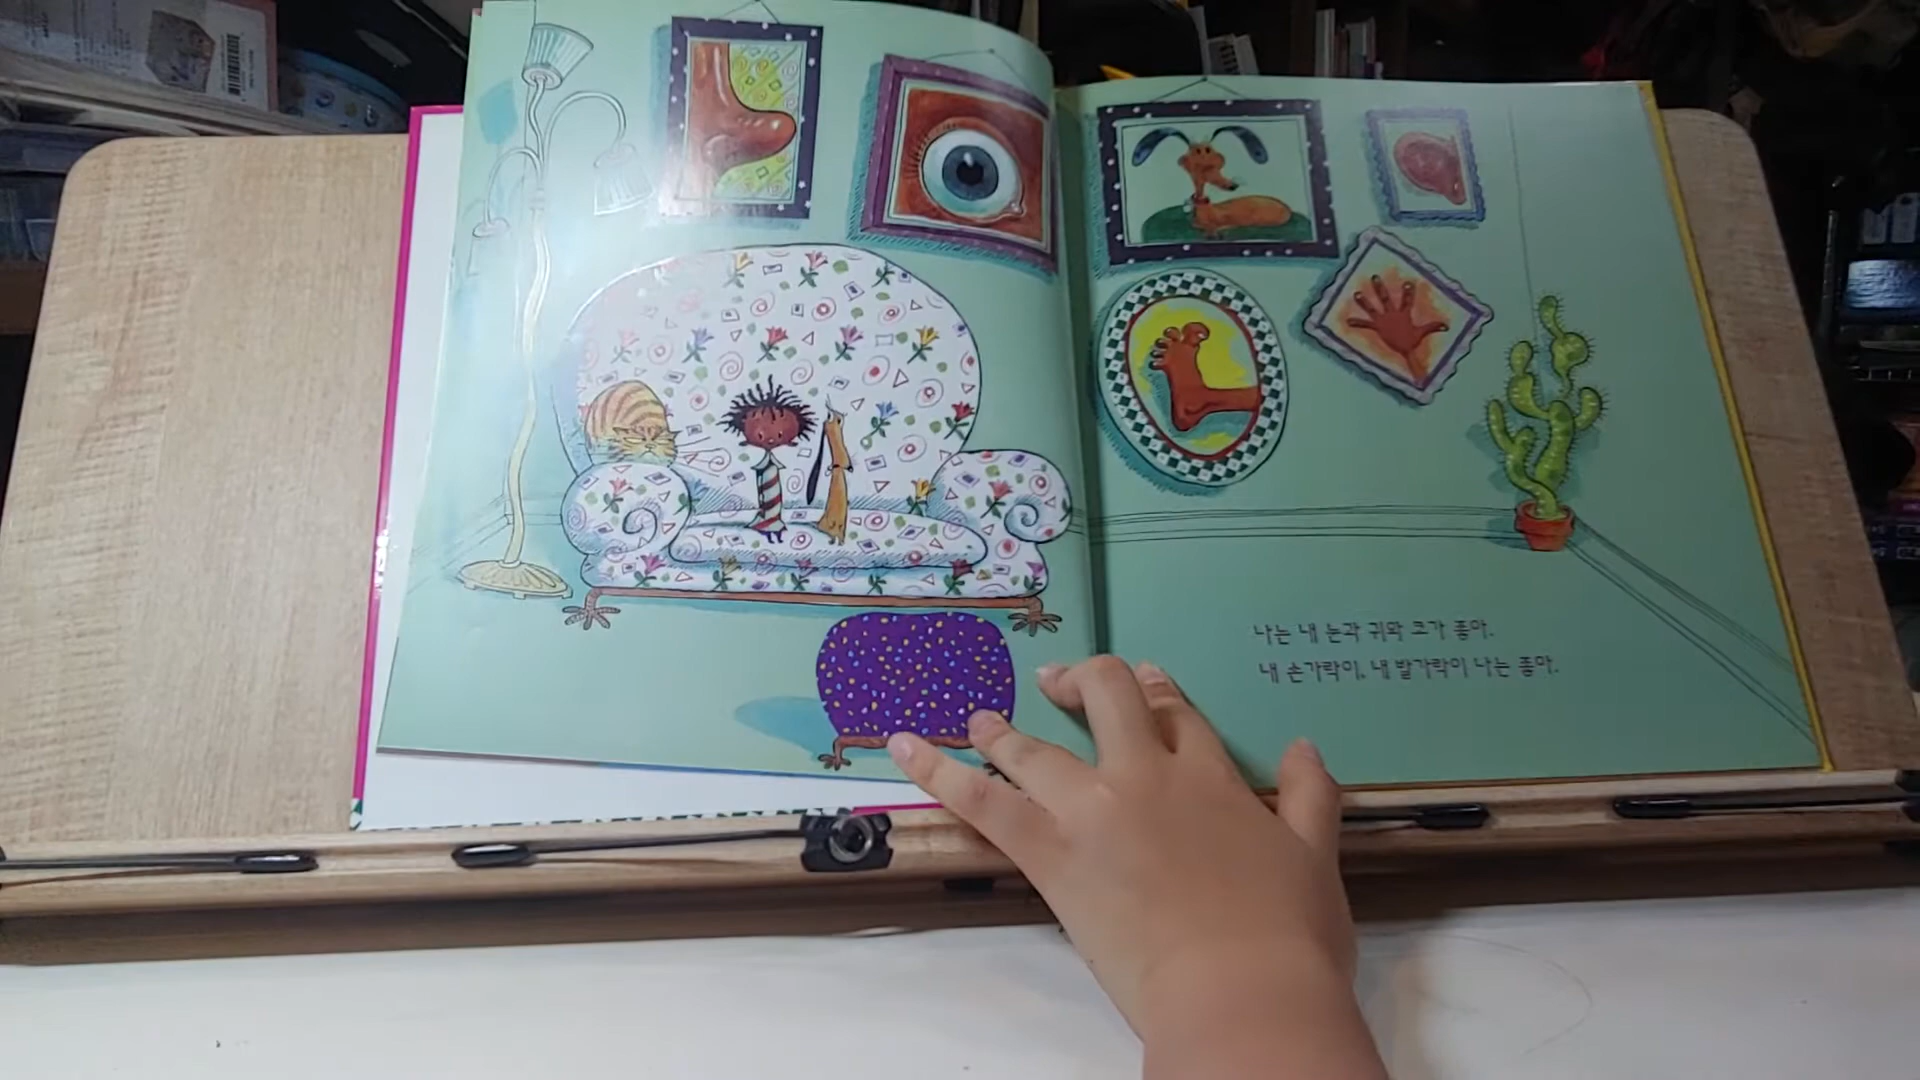 나는 내 눈과 귀와 코가 좋아.
내 손가락이, 내 발가락이 나는 좋아.